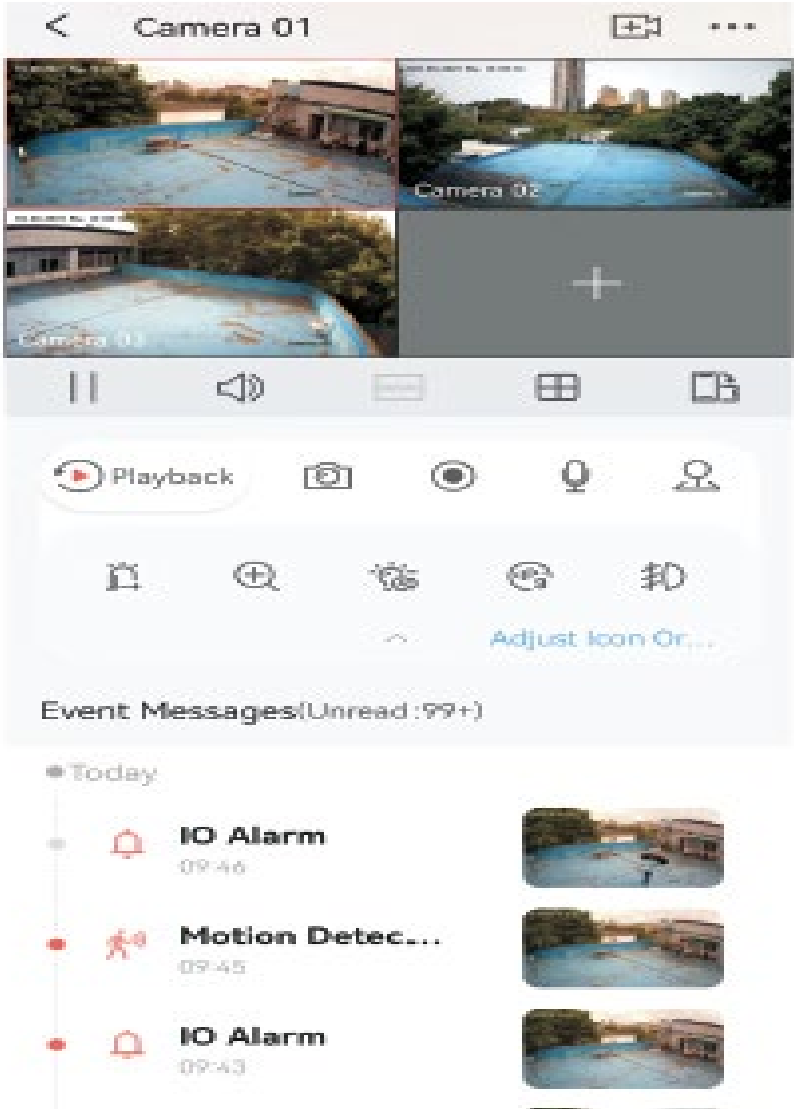 Camera 01
Camera 02
Camera 03
Playback
Adjust Icon Or...
Event Messages(Unread :99+)
Today
IO Alarm
09:46
Motion Detec...
09:45
IO Alarm
09:43